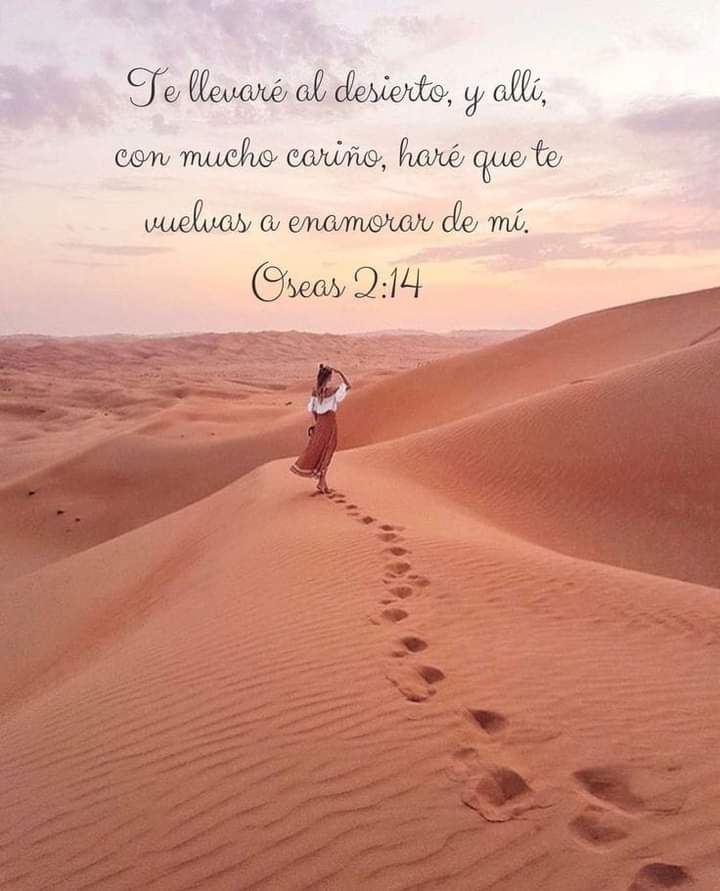 Te llevaré al desierto, y allí,
con mucho cariño, haré que te
vuelvas a enamorar de mí.
Oseas 2:14